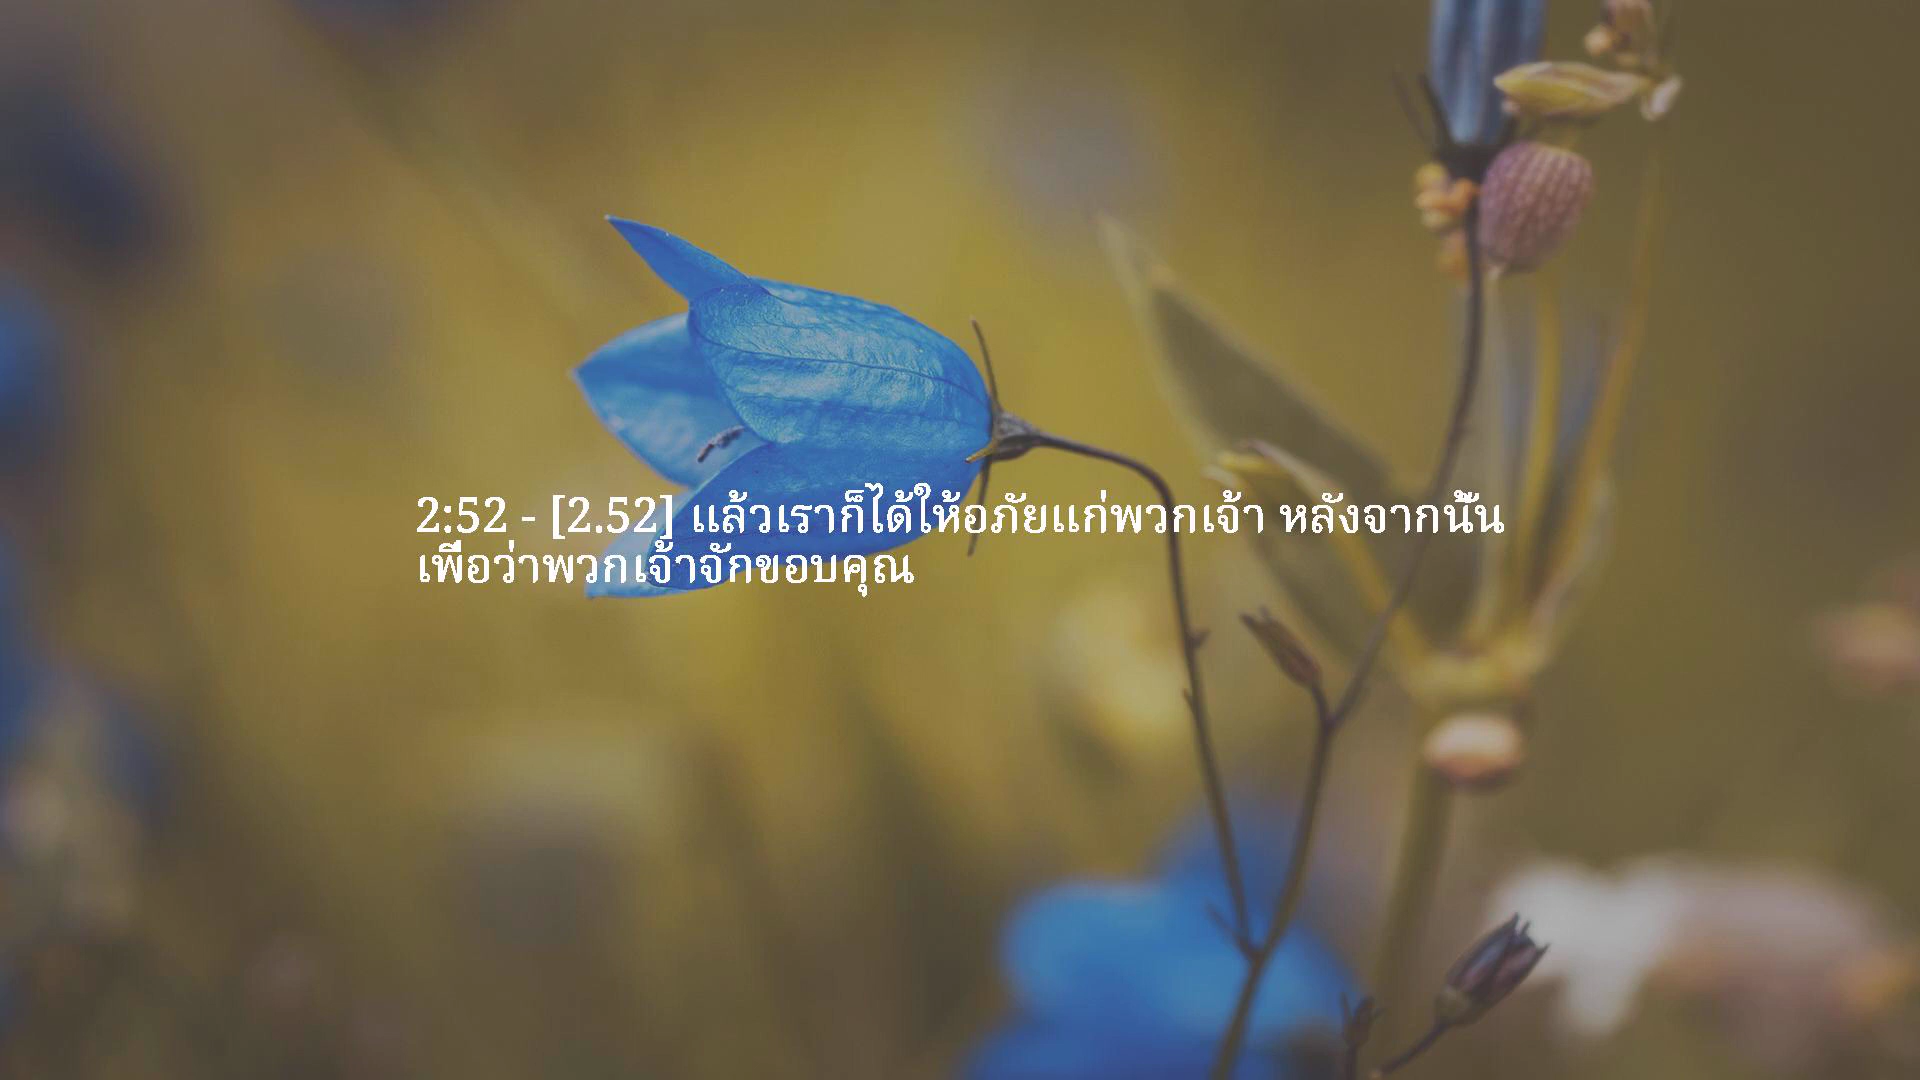 2:52 - [2.52] แล้วเราก็ได้ให้อภัยแก่พวกเจ้า หลังจากนั้น
เพื่อว่าพวกเจ้าจักขอบคุณ